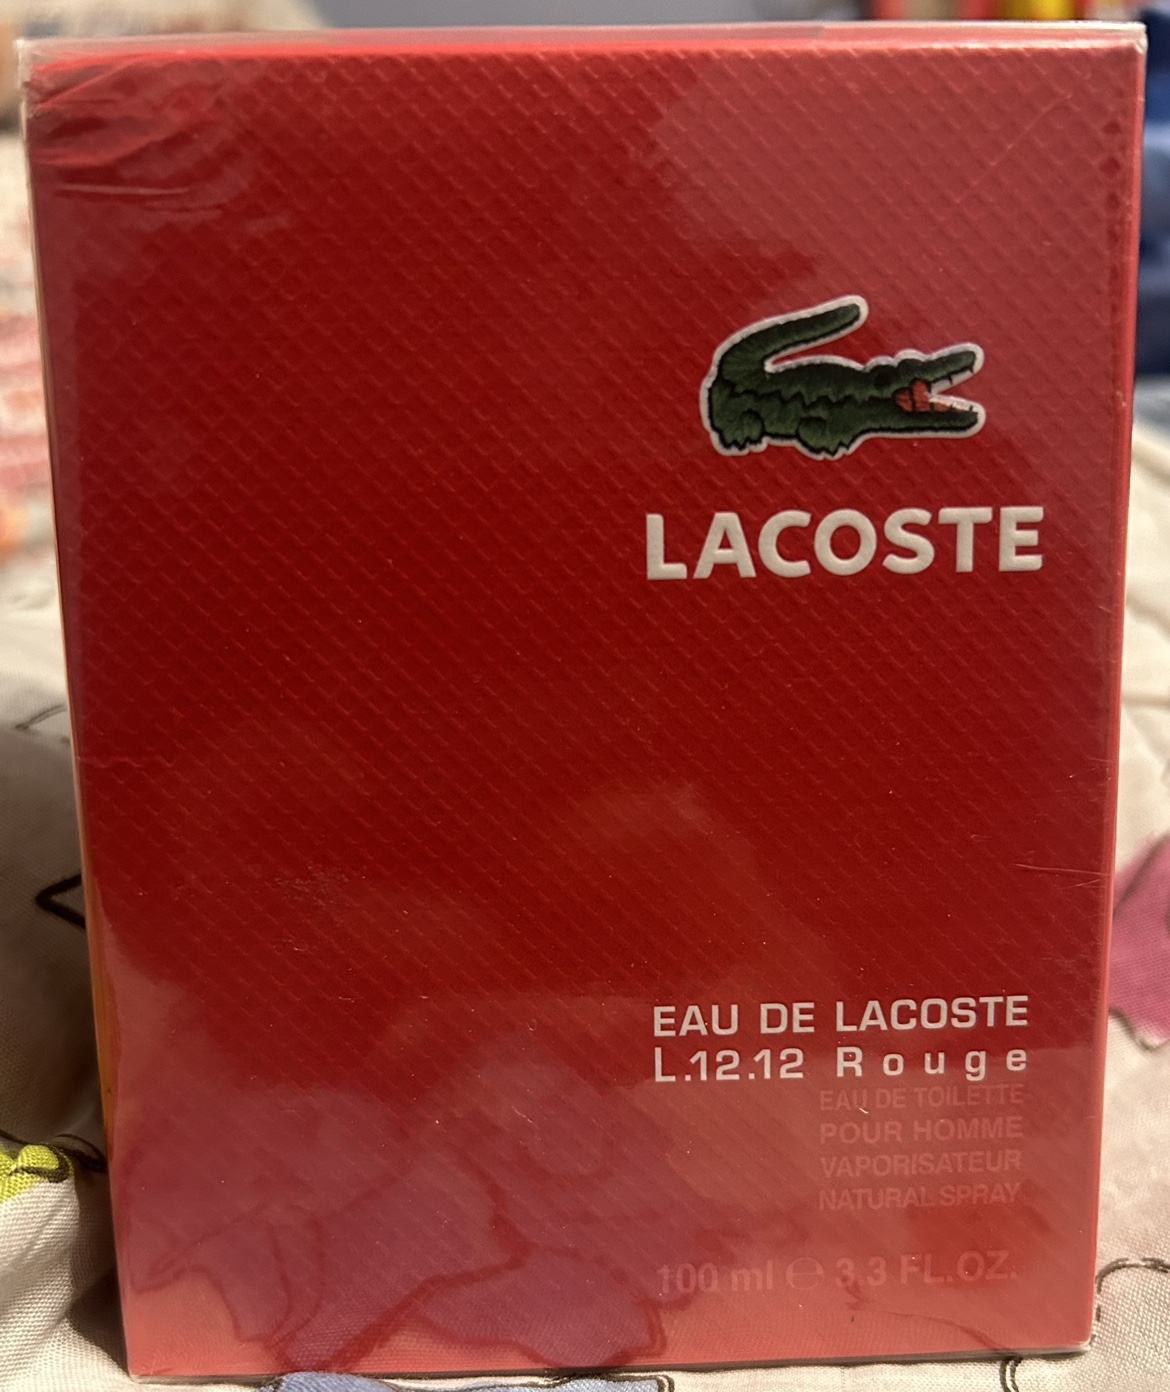 LACOSTE
EAU DE LACOSTE
L.12.12 Rouge
EAU DE TOILETTE
POUR HOMME
VAPORISATEUR
NATURAL SPRAY
100 ml ℮ 3.3 FL.OZ.